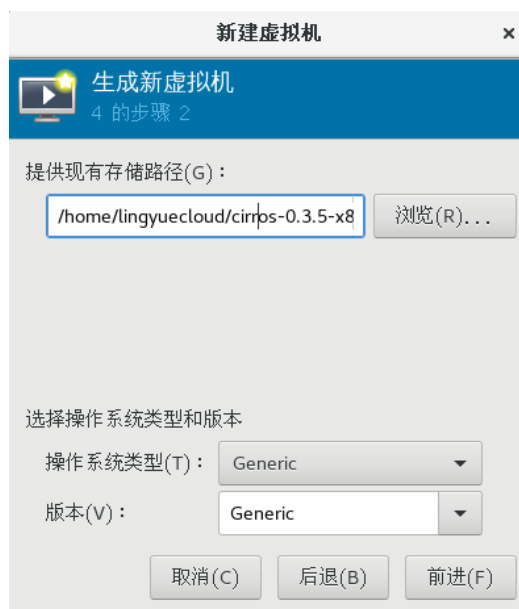 新建虚拟机 ×
生成新虚拟机
4 的步骤 2
提供现有存储路径(G)：
/home/lingyuecloud/cirros-0.3.5-x8
浏览(R)...
选择操作系统类型和版本
操作系统类型(T)： Generic
版本(V)： Generic
取消(C) 后退(B) 前进(F)